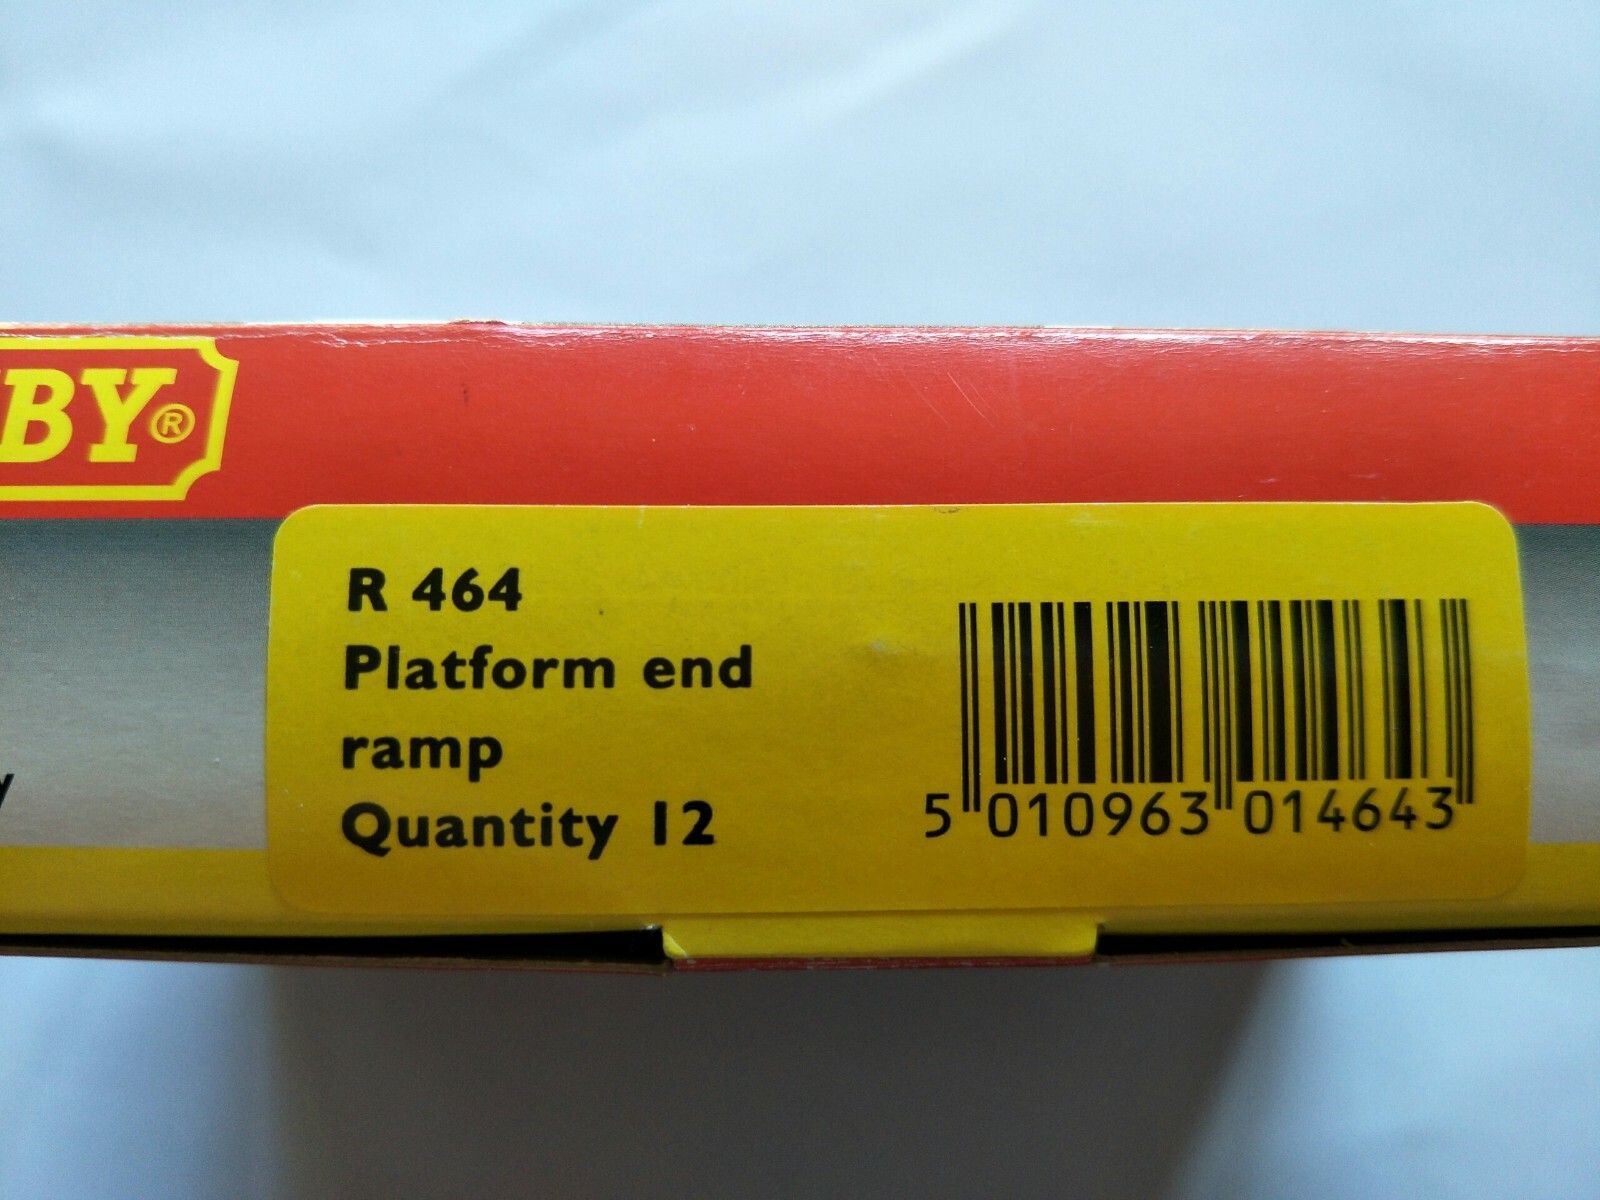 BY®
R 464
Platform end
ramp
Quantity 12
5 010963 014643